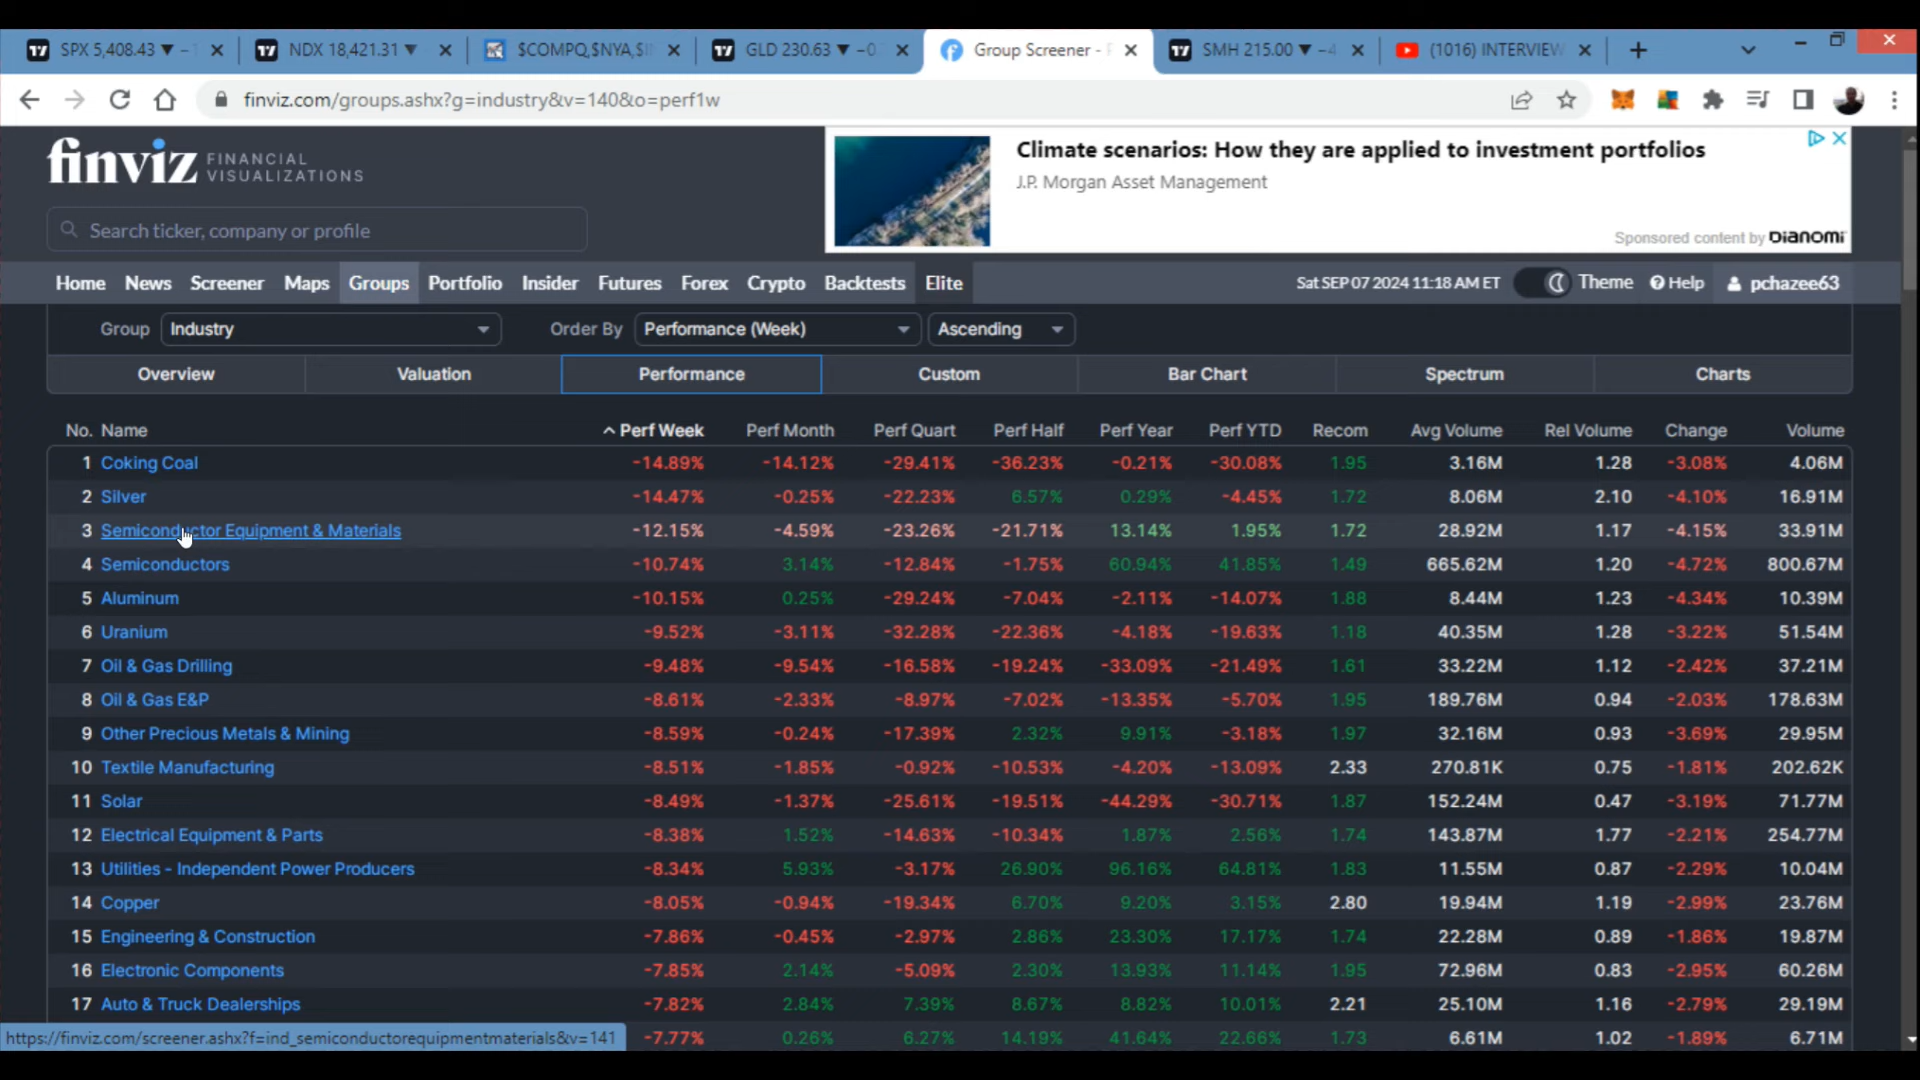 SPX 5,408.43 ▼ −
NDX 18,421.31 ▼
$COMPQ,$NYA,$I
GLD 230.63 ▼ −0
Group Screener -
SMH 215.00 ▼ −4
(1016) INTERVIEW
finviz.com/groups.ashx?g=industry&v=140&o=perf1w
finviz FINANCIAL
VISUALIZATIONS
Climate scenarios: How they are applied to investment portfolios
J.P. Morgan Asset Management
Sponsored content by DIANOMI
Search ticker, company or profile
Home News Screener Maps Groups Portfolio Insider Futures Forex Crypto Backtests Elite Sat SEP 07 2024 11:18 AM ET Theme Help pchazee63
Group Industry Order By Performance (Week) Ascending
Overview Valuation Performance Custom Bar Chart Spectrum Charts
No. Name Perf Week Perf Month Perf Quart Perf Half Perf Year Perf YTD Recom Avg Volume Rel Volume Change Volume
1 Coking Coal -14.89% -14.12% -29.41% -36.23% -0.21% -30.08% 1.95 3.16M 1.28 -3.08% 4.06M
2 Silver -14.47% -0.25% -22.23% 6.57% 0.29% -4.45% 1.72 8.06M 2.10 -4.10% 16.91M
3 Semiconductor Equipment & Materials -12.15% -4.59% -23.26% -21.71% 13.14% 1.95% 1.72 28.92M 1.17 -4.15% 33.91M
4 Semiconductors -10.74% 3.14% -12.84% -1.75% 60.94% 41.85% 1.49 665.62M 1.20 -4.72% 800.67M
5 Aluminum -10.15% 0.25% -29.24% -7.04% -2.11% -14.07% 1.88 8.44M 1.23 -4.34% 10.39M
6 Uranium -9.52% -3.11% -32.28% -22.36% -4.18% -19.63% 1.18 40.35M 1.28 -3.22% 51.54M
7 Oil & Gas Drilling -9.48% -9.54% -16.58% -19.24% -33.09% -21.49% 1.61 33.22M 1.12 -2.42% 37.21M
8 Oil & Gas E&P -8.61% -2.33% -8.97% -7.02% -13.35% -5.70% 1.95 189.76M 0.94 -2.03% 178.63M
9 Other Precious Metals & Mining -8.59% -0.24% -17.39% 2.32% 9.91% -3.18% 1.97 32.16M 0.93 -3.69% 29.95M
10 Textile Manufacturing -8.51% -1.85% -0.92% -10.53% -4.20% -13.09% 2.33 270.81K 0.75 -1.81% 202.62K
11 Solar -8.49% -1.37% -25.61% -19.51% -44.29% -30.71% 1.87 152.24M 0.47 -3.19% 71.77M
12 Electrical Equipment & Parts -8.38% 1.52% -14.63% -10.34% 1.87% 2.56% 1.74 143.87M 1.77 -2.21% 254.77M
13 Utilities - Independent Power Producers -8.34% 5.93% -3.17% 26.90% 96.16% 64.81% 1.83 11.55M 0.87 -2.29% 10.04M
14 Copper -8.05% -0.94% -19.34% 6.70% 9.20% 3.15% 2.80 19.94M 1.19 -2.99% 23.76M
15 Engineering & Construction -7.86% -0.45% -2.97% 2.86% 23.30% 17.17% 1.74 22.28M 0.89 -1.86% 19.87M
16 Electronic Components -7.85% 2.14% -5.09% 2.30% 13.93% 11.14% 1.95 72.96M 0.83 -2.95% 60.26M
17 Auto & Truck Dealerships -7.82% 2.84% 7.39% 8.67% 8.82% 10.01% 2.21 25.10M 1.16 -2.79% 29.19M
https://finviz.com/screener.ashx?f=ind_semiconductorequipmentmaterials&v=141 -7.77% 0.26% 6.27% 14.19% 41.64% 22.66% 1.73 6.61M 1.02 -1.89% 6.71M